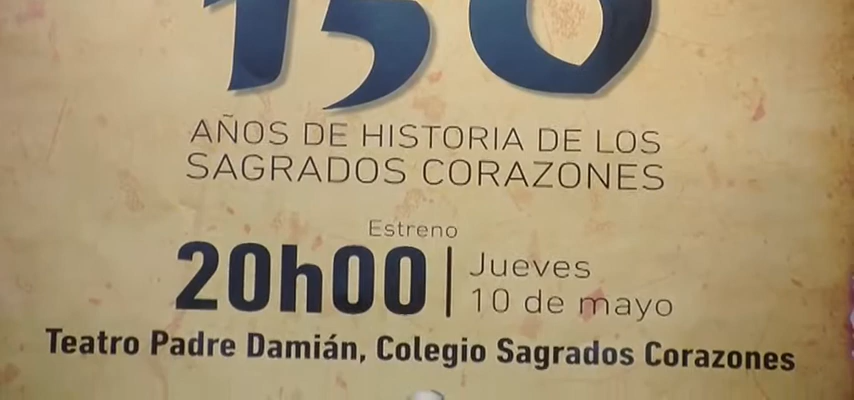 150
AÑOS DE HISTORIA DE LOS
SAGRADOS CORAZONES
Estreno
20h00
Jueves
10 de mayo
Teatro Padre Damián, Colegio Sagrados Corazones